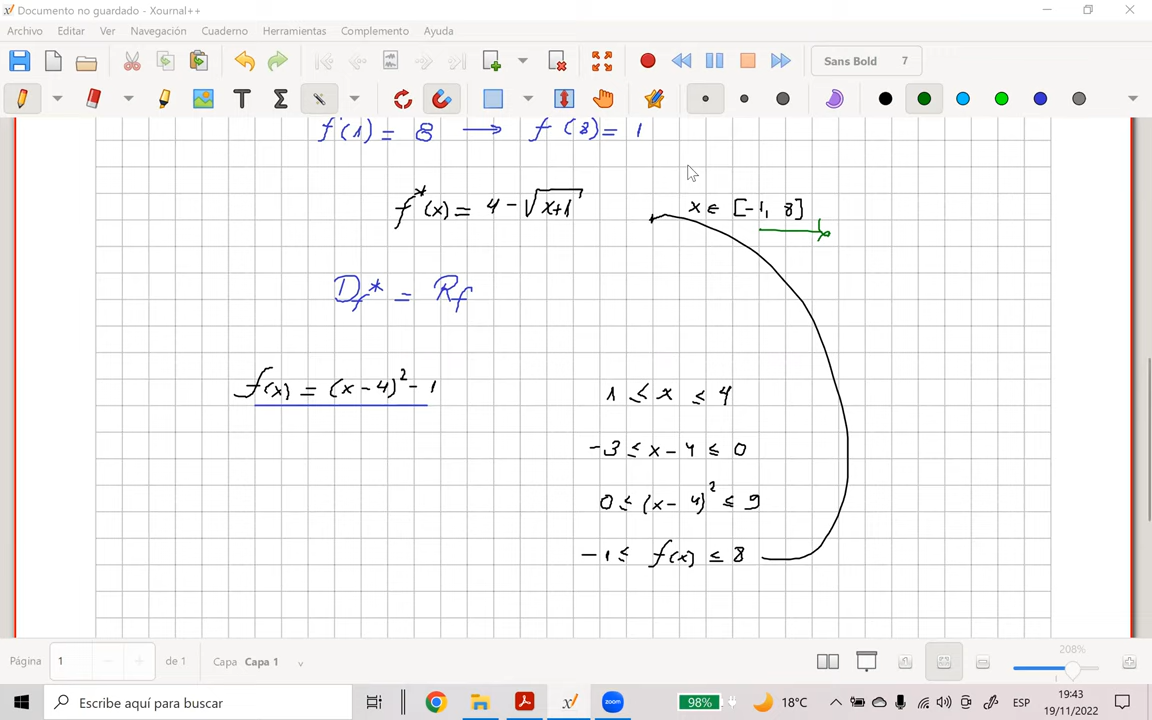 Documento no guardado - Xournal++
Archivo Editar Ver Navegación Cuaderno Herramientas Complemento Ayuda
Sans Bold 7
f(1) = 8 → f*(8) = 1
f*(x) = 4 - √x+1 x ∈ [-1, 8]
Df* = Rf
f(x) = (x-4)² - 1 1 ≤ x ≤ 4
-3 ≤ x - 4 ≤ 0
0 ≤ (x - 4)² ≤ 9
-1 ≤ f(x) ≤ 8
Página 1 de 1 Capa Capa 1 208%
Escribe aquí para buscar 98% 18°C ESP 19:43
19/11/2022